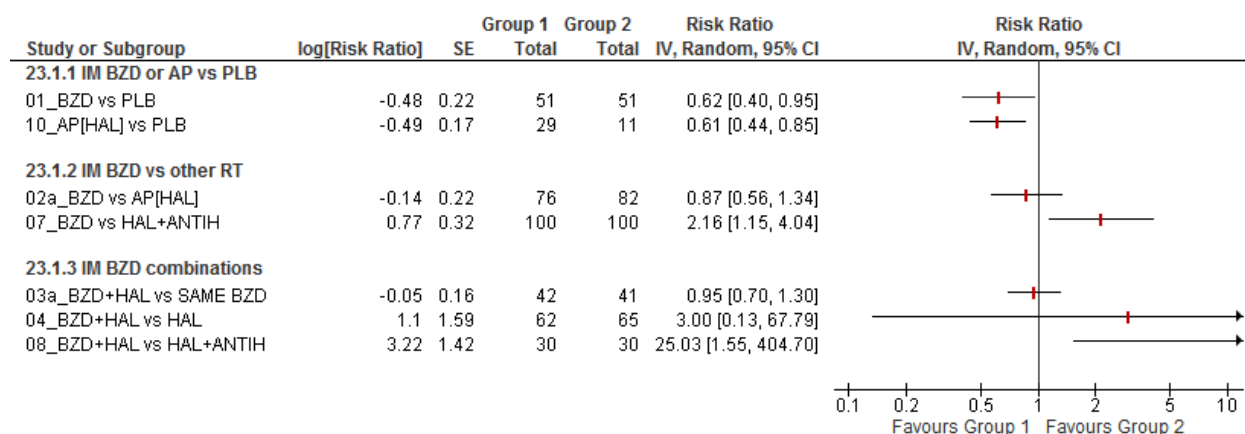 Group 1 Group 2 Risk Ratio Risk Ratio
Study or Subgroup log[Risk Ratio] SE Total Total IV, Random, 95% CI IV, Random, 95% CI
23.1.1 IM BZD or AP vs PLB
01_BZD vs PLB -0.48 0.22 51 51 0.62 [0.40, 0.95]
10_AP[HAL] vs PLB -0.49 0.17 29 11 0.61 [0.44, 0.85]
23.1.2 IM BZD vs other RT
02a_BZD vs AP[HAL] -0.14 0.22 76 82 0.87 [0.56, 1.34]
07_BZD vs HAL+ANTIH 0.77 0.32 100 100 2.16 [1.15, 4.04]
23.1.3 IM BZD combinations
03a_BZD+HAL vs SAME BZD -0.05 0.16 42 41 0.95 [0.70, 1.30]
04_BZD+HAL vs HAL 1.1 1.59 62 65 3.00 [0.13, 67.79]
08_BZD+HAL vs HAL+ANTIH 3.22 1.42 30 30 25.03 [1.55, 404.70]
0.1 0.2 0.5 1 2 5 10
Favours Group 1 Favours Group 2